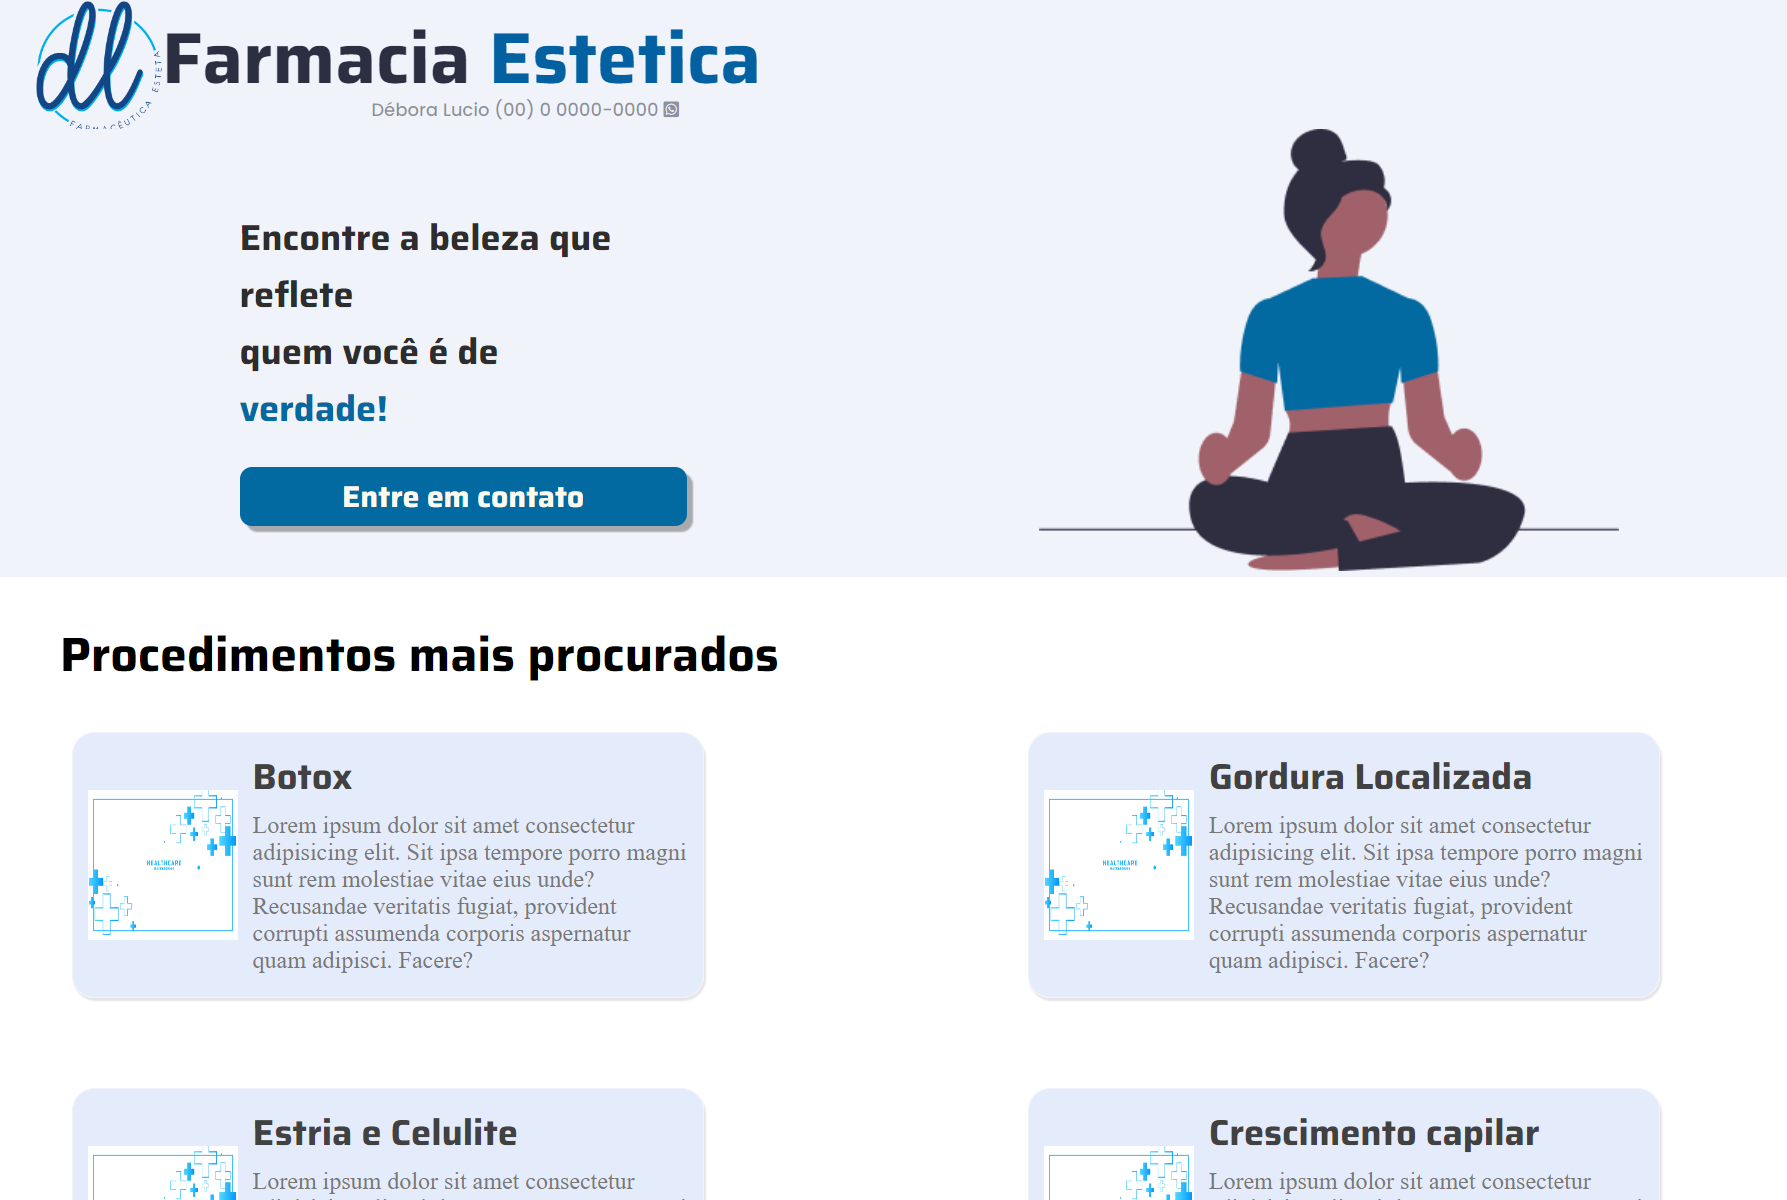 dl
FARMACÊUTICA ESTETA
Farmacia Estetica
Débora Lucio (00) 0 0000-0000
Encontre a beleza que
reflete
quem você é de
verdade!
Entre em contato
Procedimentos mais procurados
Botox
HEALTHCARE
Lorem ipsum dolor sit amet consectetur
adipisicing elit. Sit ipsa tempore porro magni
sunt rem molestiae vitae eius unde?
Recusandae veritatis fugiat, provident
corrupti assumenda corporis aspernatur
quam adipisci. Facere?
Gordura Localizada
HEALTHCARE
Lorem ipsum dolor sit amet consectetur
adipisicing elit. Sit ipsa tempore porro magni
sunt rem molestiae vitae eius unde?
Recusandae veritatis fugiat, provident
corrupti assumenda corporis aspernatur
quam adipisci. Facere?
Estria e Celulite
Lorem ipsum dolor sit amet consectetur
Crescimento capilar
Lorem ipsum dolor sit amet consectetur